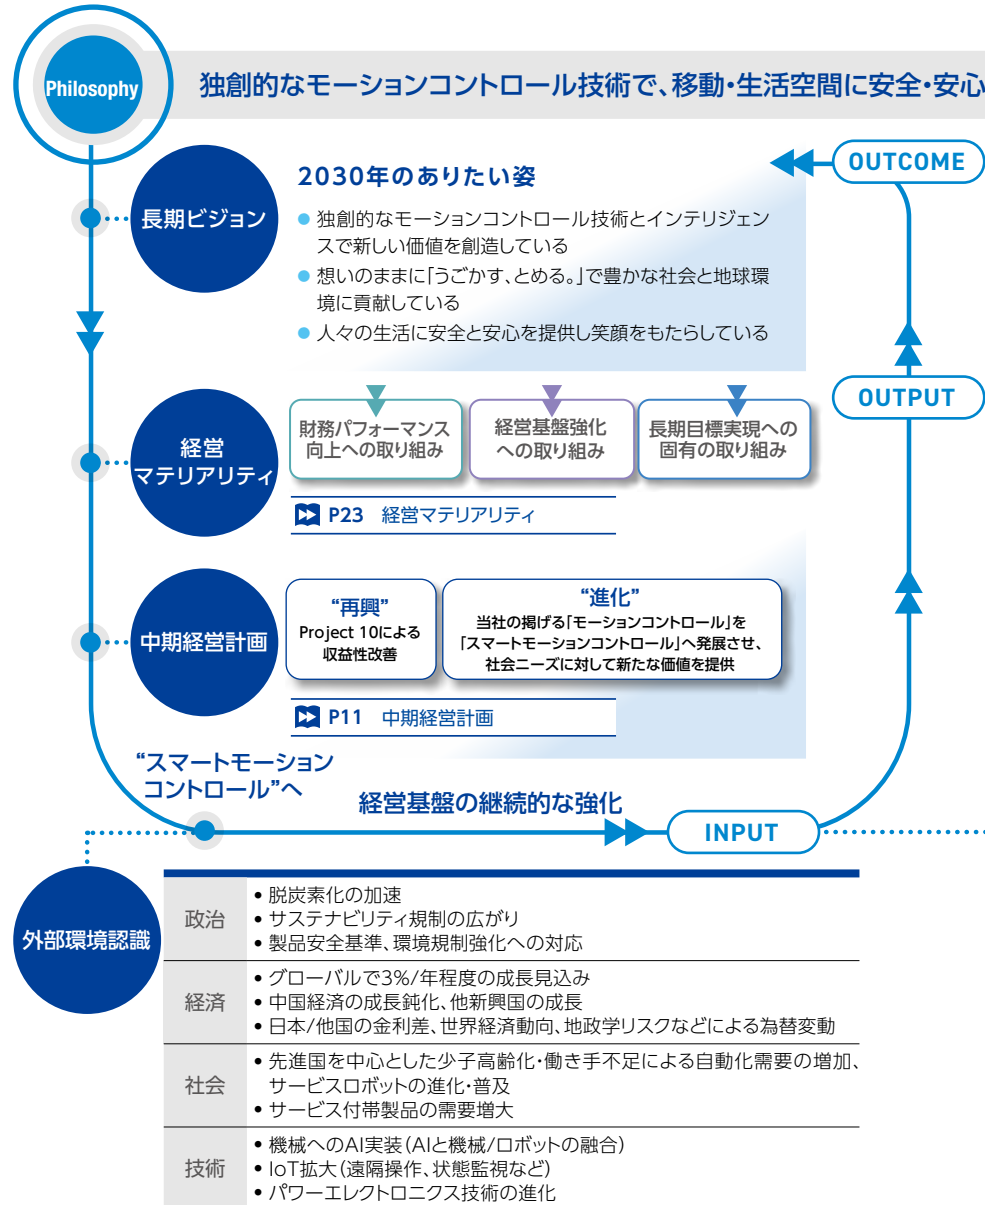 Philosophy
独創的なモーションコントロール技術で、移動・生活空間に安全・安心
OUTCOME
長期ビジョン
2030年のありたい姿
● 独創的なモーションコントロール技術とインテリジェン
スで新しい価値を創造している
● 想いのままに「うごかす、とめる。」で豊かな社会と地球環
境に貢献している
● 人々の生活に安全と安心を提供し笑顔をもたらしている
OUTPUT
経営
マテリアリティ
財務パフォーマンス
向上への取り組み
経営基盤強化
への取り組み
長期目標実現への
固有の取り組み
P23 経営マテリアリティ
中期経営計画
“再興”
Project 10による
収益性改善
“進化”
当社の掲げる「モーションコントロール」を
「スマートモーションコントロール」へ発展させ、
社会ニーズに対して新たな価値を提供
P11 中期経営計画
“スマートモーション
コントロール”へ
経営基盤の継続的な強化
INPUT
外部環境認識
政治
• 脱炭素化の加速
• サステナビリティ規制の広がり
• 製品安全基準、環境規制強化への対応
経済
• グローバルで3%/年程度の成長見込み
• 中国経済の成長鈍化、他新興国の成長
• 日本/他国の金利差、世界経済動向、地政学リスクなどによる為替変動
社会
• 先進国を中心とした少子高齢化・働き手不足による自動化需要の増加、
サービスロボットの進化・普及
• サービス付帯製品の需要増大
技術
• 機械へのAI実装(AIと機械/ロボットの融合)
• IoT拡大(遠隔操作、状態監視など)
• パワーエレクトロニクス技術の進化